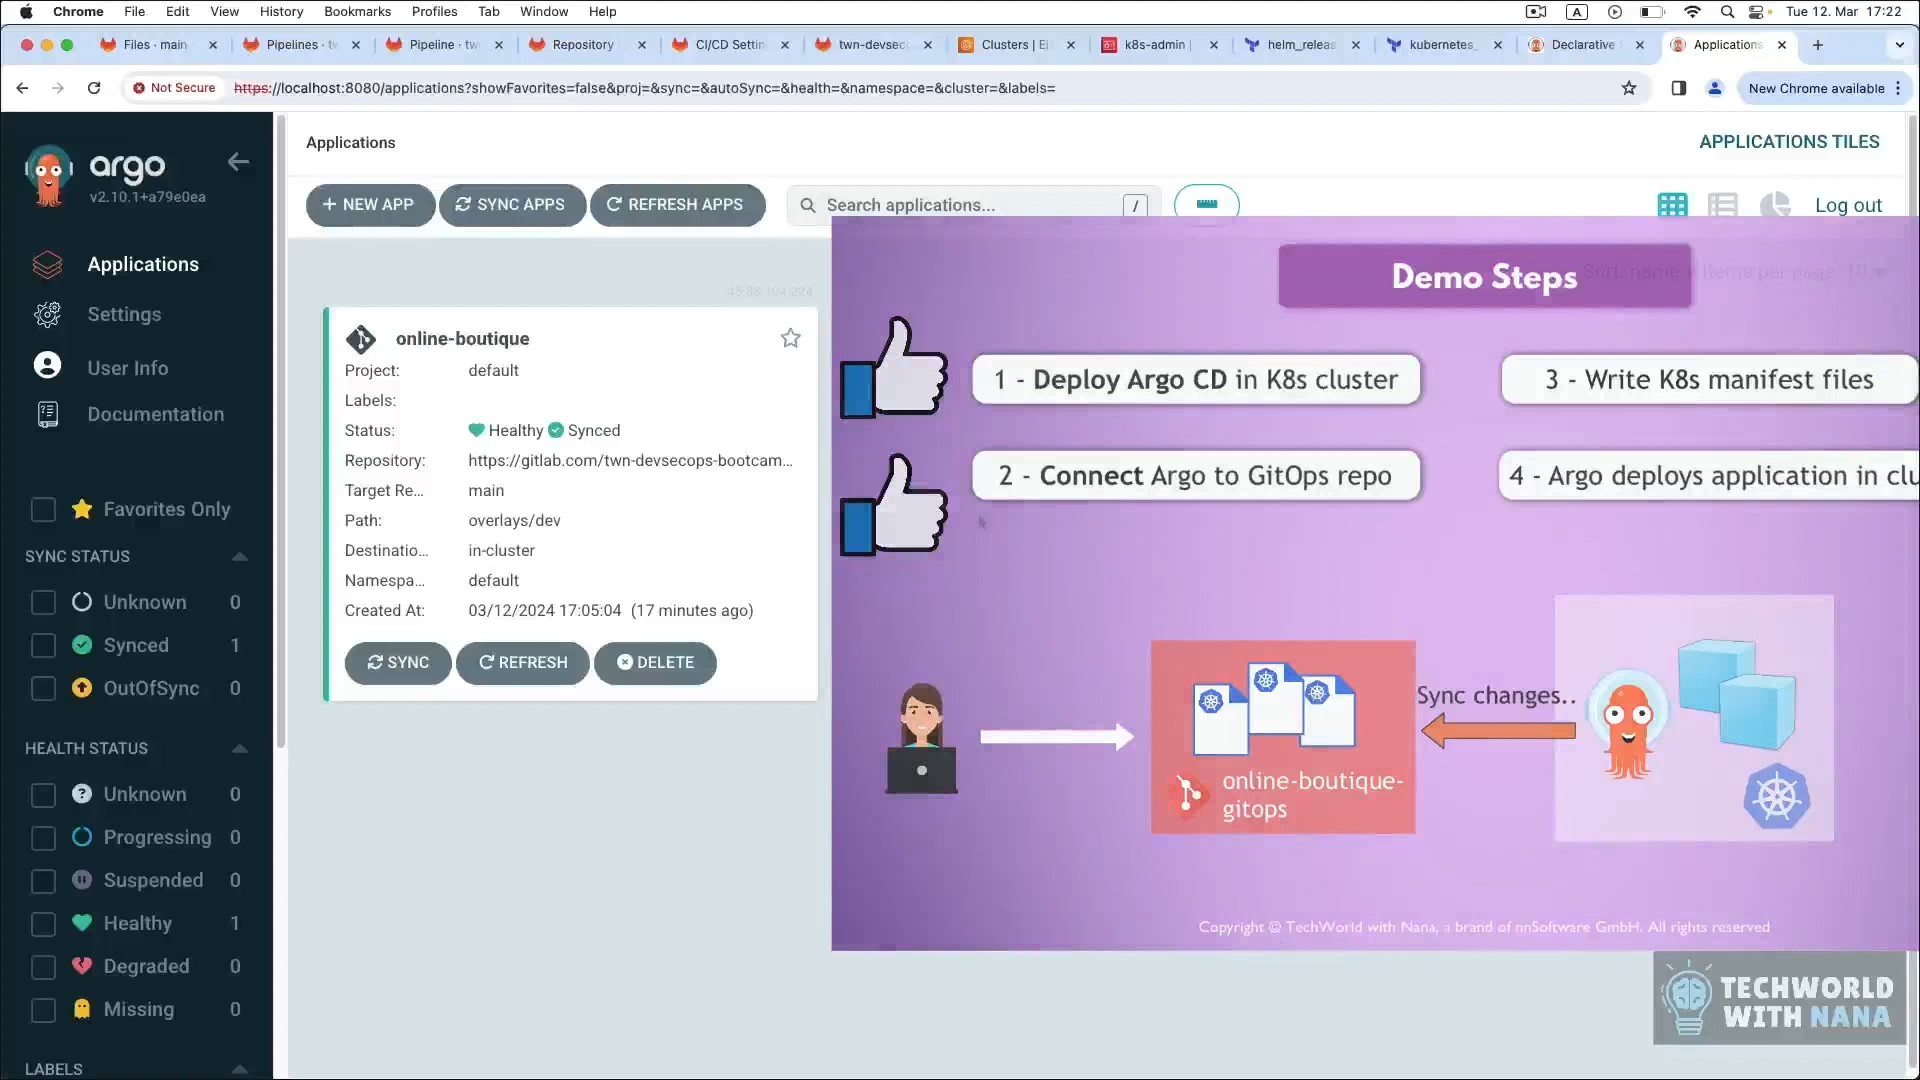 Chrome File Edit View History Bookmarks Profiles Tab Window Help
A
Tue 12. Mar 17:22
Files · main
Pipelines · tw
Pipeline · tw
Repository
CI/CD Settin
twn-devsec
Clusters | E
k8s-admin |
helm_releas
kubernetes_
Declarative
Applications
Not Secure
https://localhost:8080/applications?showFavorites=false&proj=&sync=&autoSync=&health=&namespace=&cluster=&labels=
New Chrome available
argo
v2.10.1+a79e0ea
Applications
Settings
User Info
Documentation
Favorites Only
SYNC STATUS
Unknown 0
Synced 1
OutOfSync 0
HEALTH STATUS
Unknown 0
Progressing 0
Suspended 0
Healthy 1
Degraded 0
Missing 0
LABELS
Applications
APPLICATIONS TILES
+ NEW APP
SYNC APPS
REFRESH APPS
Search applications...
/
Log out
Sort: name Items per page: 10
online-boutique
Project: default
Labels:
Status: Healthy Synced
Repository: https://gitlab.com/twn-devsecops-bootcam...
Target Re... main
Path: overlays/dev
Destinatio... in-cluster
Namespa... default
Created At: 03/12/2024 17:05:04 (17 minutes ago)
SYNC
REFRESH
DELETE
Demo Steps
1 - Deploy Argo CD in K8s cluster
2 - Connect Argo to GitOps repo
3 - Write K8s manifest files
4 - Argo deploys application in clu
Sync changes..
online-boutique-
gitops
Copyright © TechWorld with Nana, a brand of nnSoftware GmbH. All rights reserved
TECHWORLD
WITH NANA